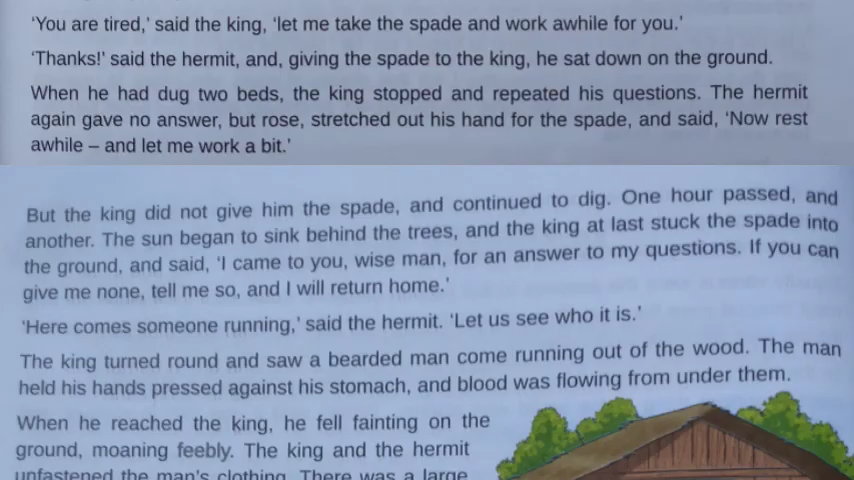 ‘You are tired,’ said the king, ‘let me take the spade and work awhile for you.’
‘Thanks!’ said the hermit, and, giving the spade to the king, he sat down on the ground.
When he had dug two beds, the king stopped and repeated his questions. The hermit
again gave no answer, but rose, stretched out his hand for the spade, and said, ‘Now rest
awhile – and let me work a bit.’
But the king did not give him the spade, and continued to dig. One hour passed, and
another. The sun began to sink behind the trees, and the king at last stuck the spade into
the ground, and said, ‘I came to you, wise man, for an answer to my questions. If you can
give me none, tell me so, and I will return home.’
‘Here comes someone running,’ said the hermit. ‘Let us see who it is.’
The king turned round and saw a bearded man come running out of the wood. The man
held his hands pressed against his stomach, and blood was flowing from under them.
When he reached the king, he fell fainting on the
ground, moaning feebly. The king and the hermit
unfastened the man's clothing. There was a large